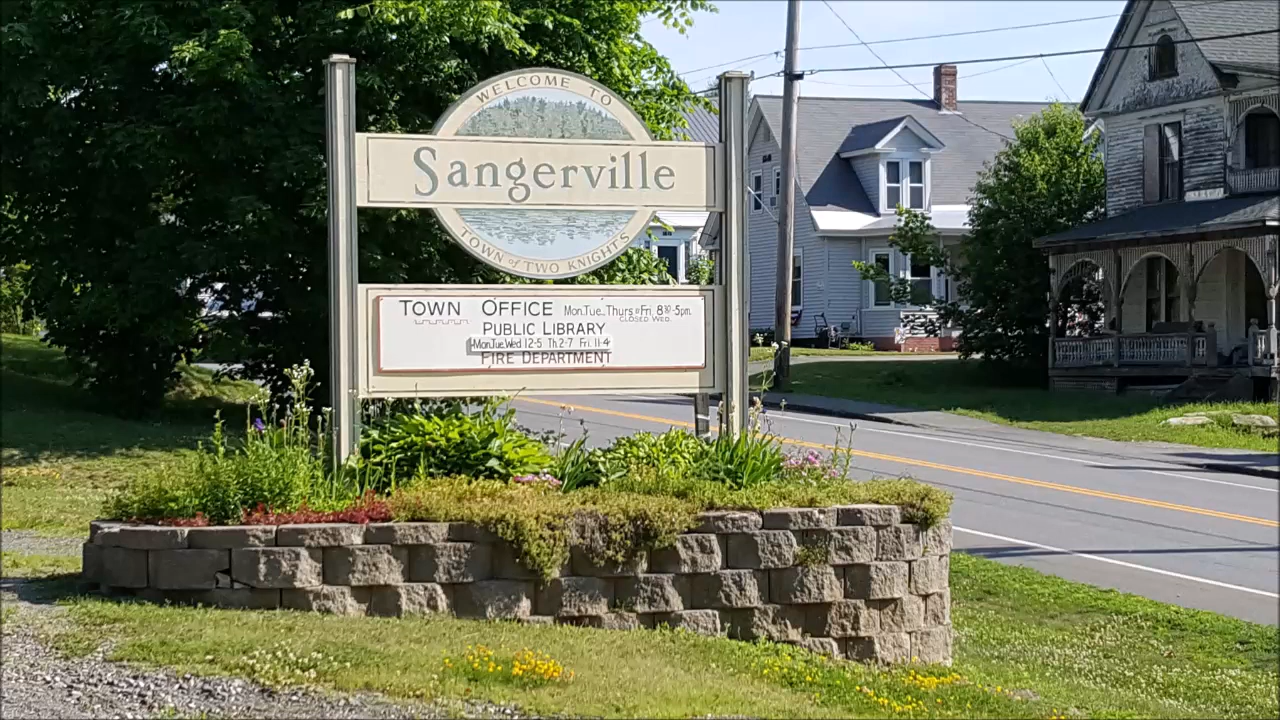 WELCOME TO
Sangerville
TOWN of TWO KNIGHTS
TOWN OFFICE Mon. Tue. Thurs & Fri. 8:30-5pm.
CLOSED WED.
PUBLIC LIBRARY
Mon.Tue.Wed 12-5 Th. 2-7 Fri. 11-4
FIRE DEPARTMENT